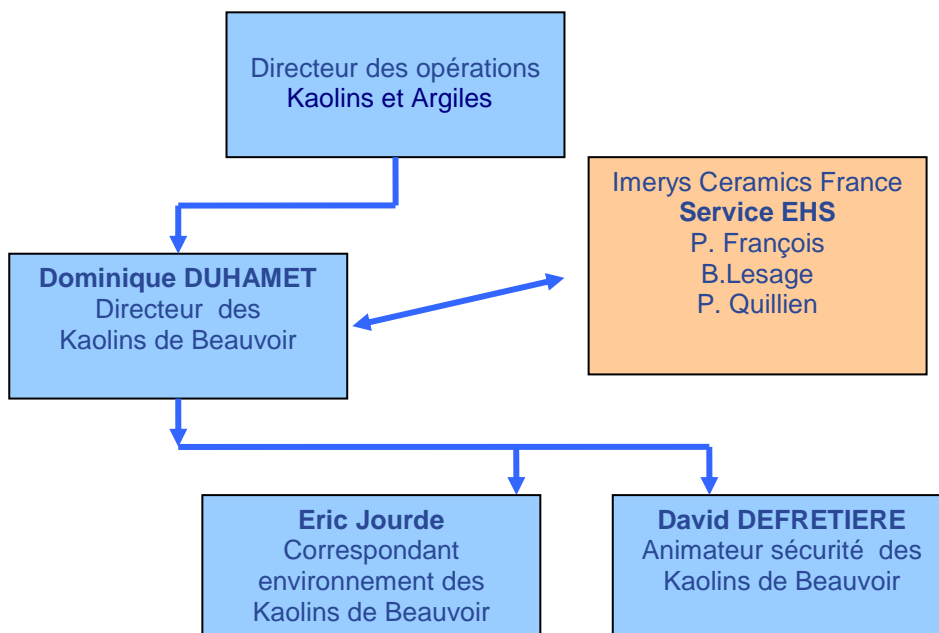 Directeur des opérations
Kaolins et Argiles
Imerys Ceramics France
Service EHS
P. François
B.Lesage
P. Quillien
Dominique DUHAMET
Directeur des
Kaolins de Beauvoir
Eric Jourde
Correspondant
environnement des
Kaolins de Beauvoir
David DEFRETIERE
Animateur sécurité des
Kaolins de Beauvoir